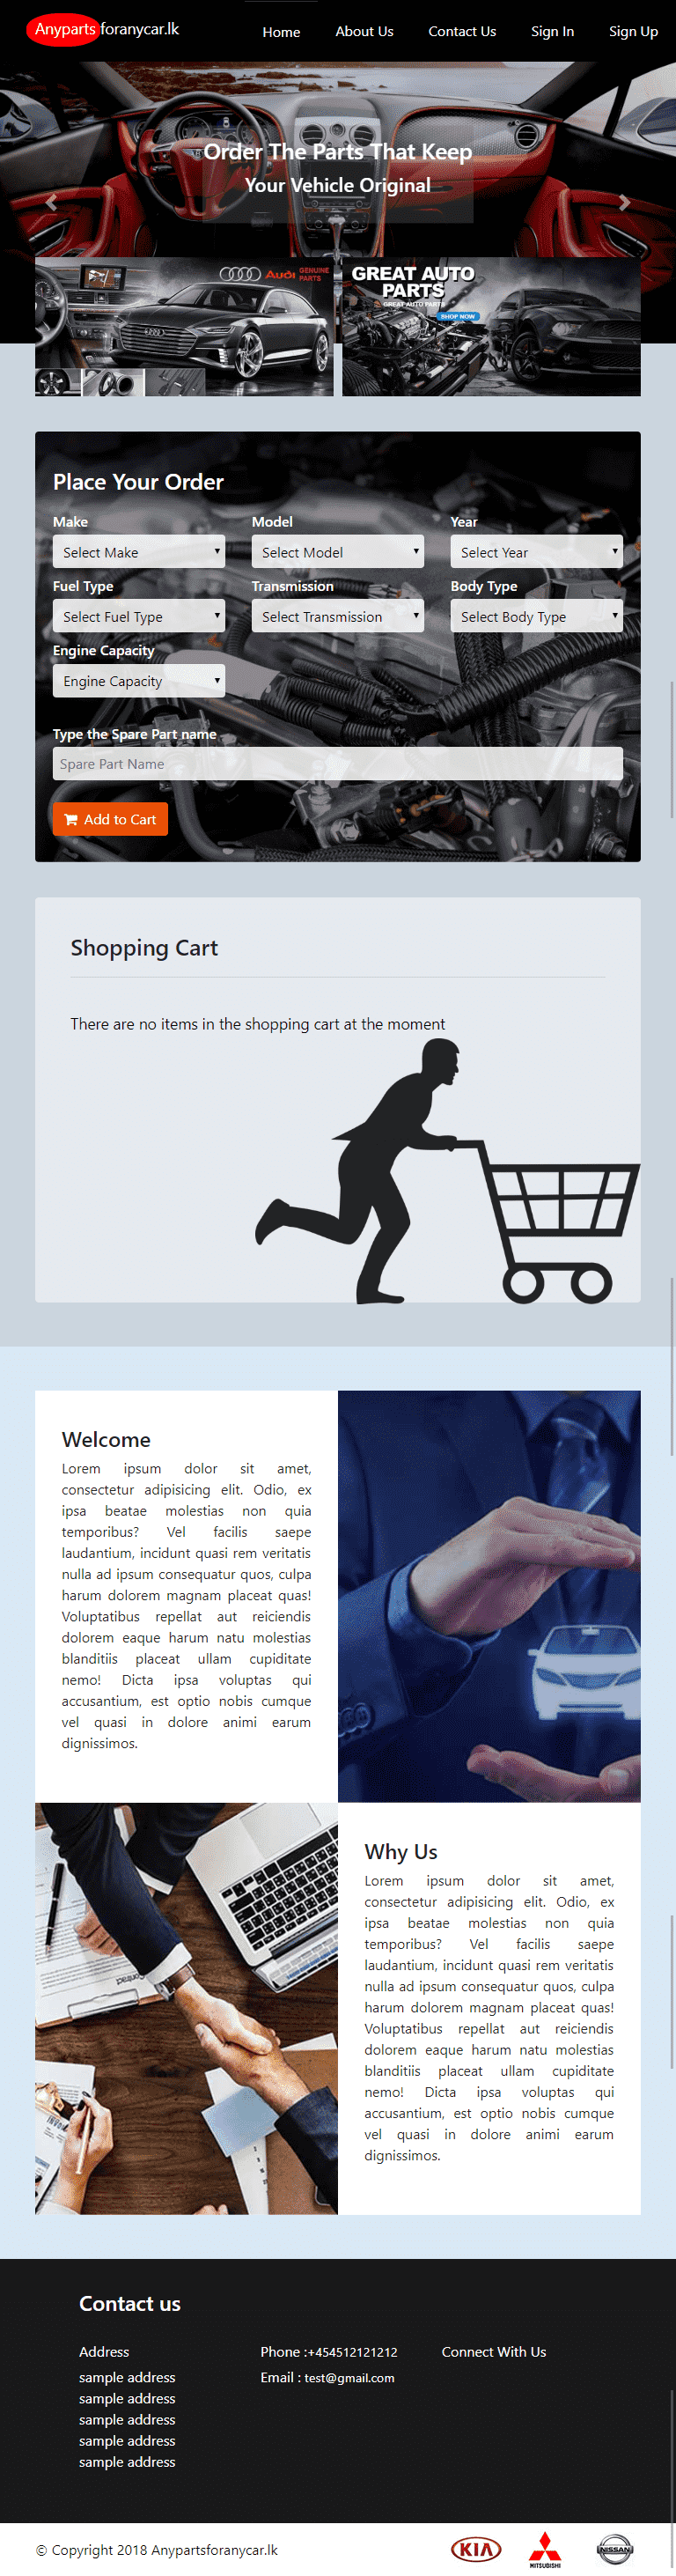 Anypartsforanycar.lk
Home About Us Contact Us Sign In Sign Up
Order The Parts That Keep
Your Vehicle Original
Audi GENUINE PARTS
GREAT AUTO
PARTS
GREAT AUTO PARTS
SHOP NOW
Place Your Order
Make Model Year
Select Make Select Model Select Year
Fuel Type Transmission Body Type
Select Fuel Type Select Transmission Select Body Type
Engine Capacity
Engine Capacity
Type the Spare Part name
Spare Part Name
Add to Cart
Shopping Cart
There are no items in the shopping cart at the moment
Welcome
Lorem ipsum dolor sit amet,
consectetur adipisicing elit. Odio, ex
ipsa beatae molestias non quia
temporibus? Vel facilis saepe
laudantium, incidunt quasi rem veritatis
nulla ad ipsum consequatur quos, culpa
harum dolorem magnam placeat quas!
Voluptatibus repellat aut reiciendis
dolorem eaque harum natu molestias
blanditiis placeat ullam cupiditate
nemo! Dicta ipsa voluptas qui
accusantium, est optio nobis cumque
vel quasi in dolore animi earum
dignissimos.
Contract
Why Us
Lorem ipsum dolor sit amet,
consectetur adipisicing elit. Odio, ex
ipsa beatae molestias non quia
temporibus? Vel facilis saepe
laudantium, incidunt quasi rem veritatis
nulla ad ipsum consequatur quos, culpa
harum dolorem magnam placeat quas!
Voluptatibus repellat aut reiciendis
dolorem eaque harum natu molestias
blanditiis placeat ullam cupiditate
nemo! Dicta ipsa voluptas qui
accusantium, est optio nobis cumque
vel quasi in dolore animi earum
dignissimos.
Contact us
Address
sample address
sample address
sample address
sample address
sample address
Phone :+454512121212
Email : test@gmail.com
Connect With Us
© Copyright 2018 Anypartsforanycar.lk
KIA
MITSUBISHI
NISSAN